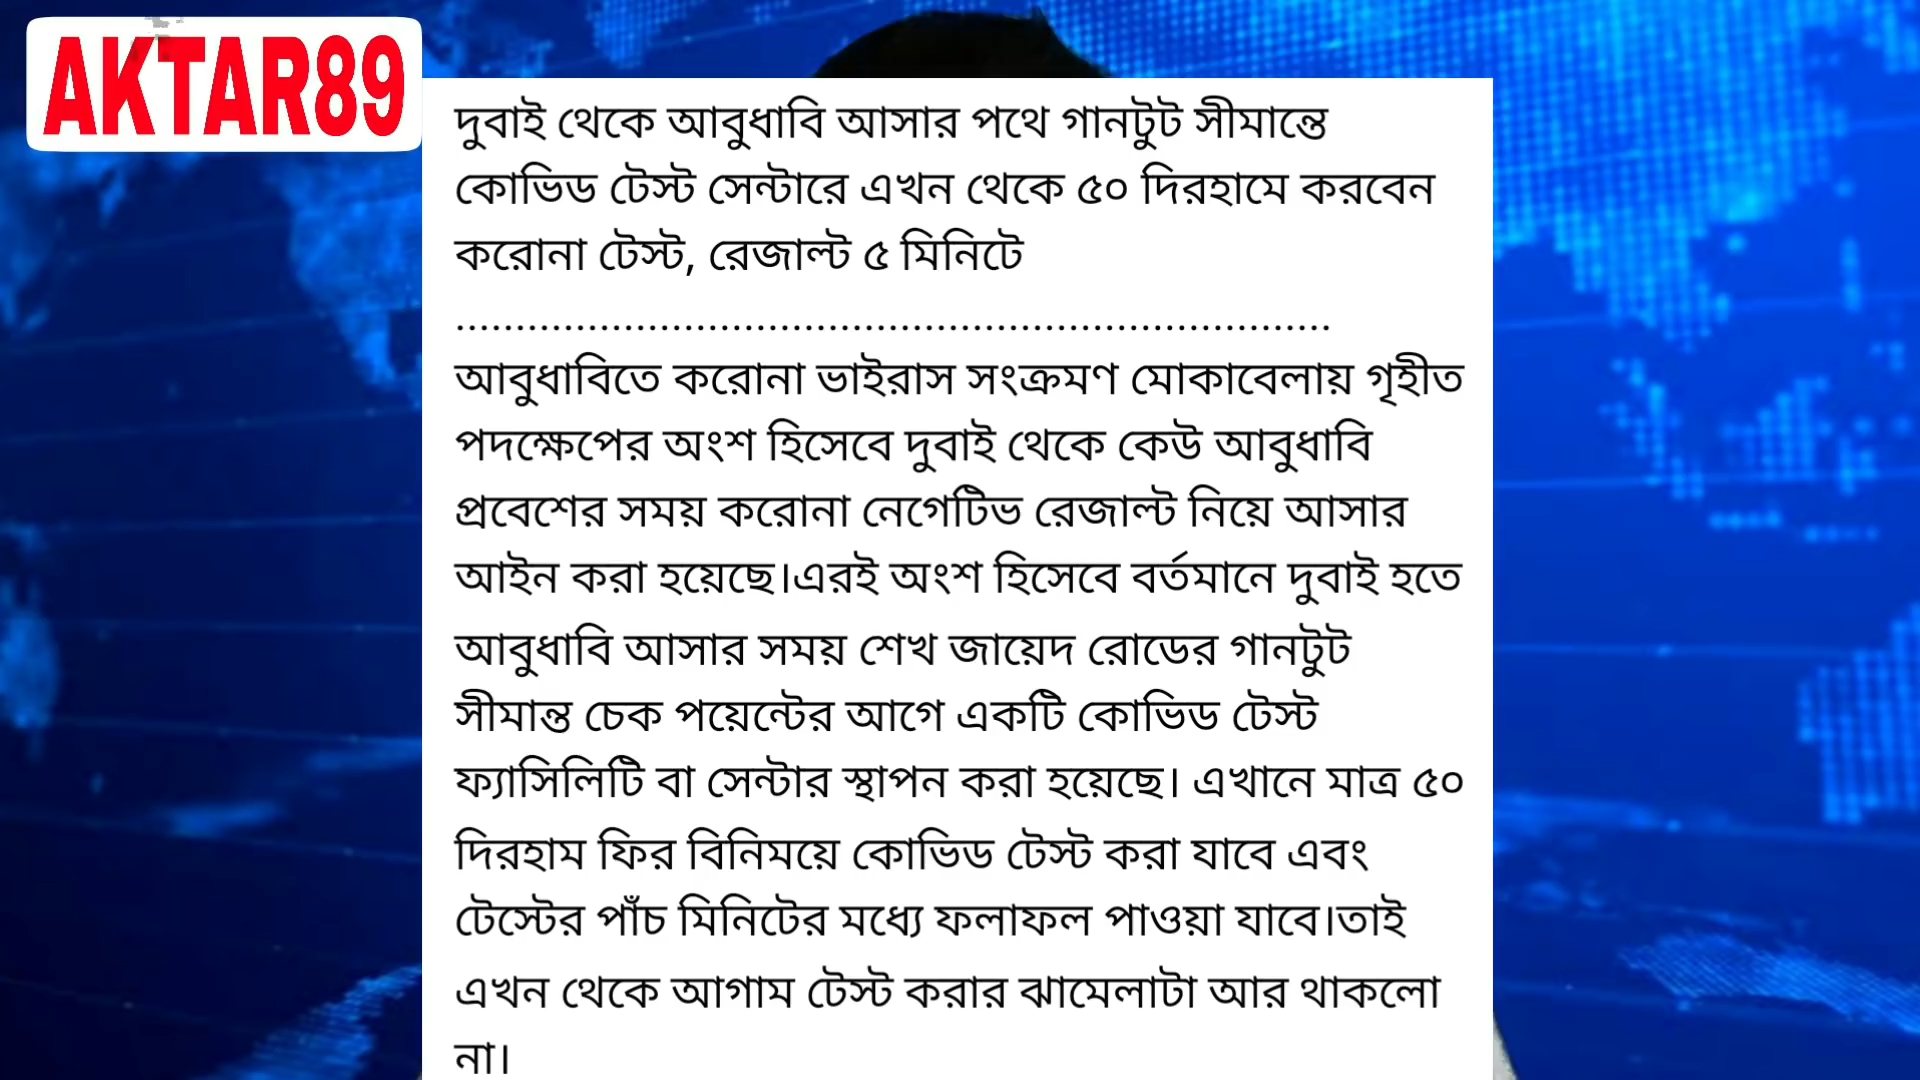 AKTAR89
দুবাই থেকে আবুধাবি আসার পথে গানটুট সীমান্তে
কোভিড টেস্ট সেন্টারে এখন থেকে ৫০ দিরহামে করবেন
করোনা টেস্ট, রেজাল্ট ৫ মিনিটে
........................................................................
আবুধাবিতে করোনা ভাইরাস সংক্রমণ মোকাবেলায় গৃহীত
পদক্ষেপের অংশ হিসেবে দুবাই থেকে কেউ আবুধাবি
প্রবেশের সময় করোনা নেগেটিভ রেজাল্ট নিয়ে আসার
আইন করা হয়েছে।এরই অংশ হিসেবে বর্তমানে দুবাই হতে
আবুধাবি আসার সময় শেখ জায়েদ রোডের গানটুট
সীমান্ত চেক পয়েন্টের আগে একটি কোভিড টেস্ট
ফ্যাসিলিটি বা সেন্টার স্থাপন করা হয়েছে। এখানে মাত্র ৫০
দিরহাম ফির বিনিময়ে কোভিড টেস্ট করা যাবে এবং
টেস্টের পাঁচ মিনিটের মধ্যে ফলাফল পাওয়া যাবে।তাই
এখন থেকে আগাম টেস্ট করার ঝামেলাটা আর থাকলো
না।